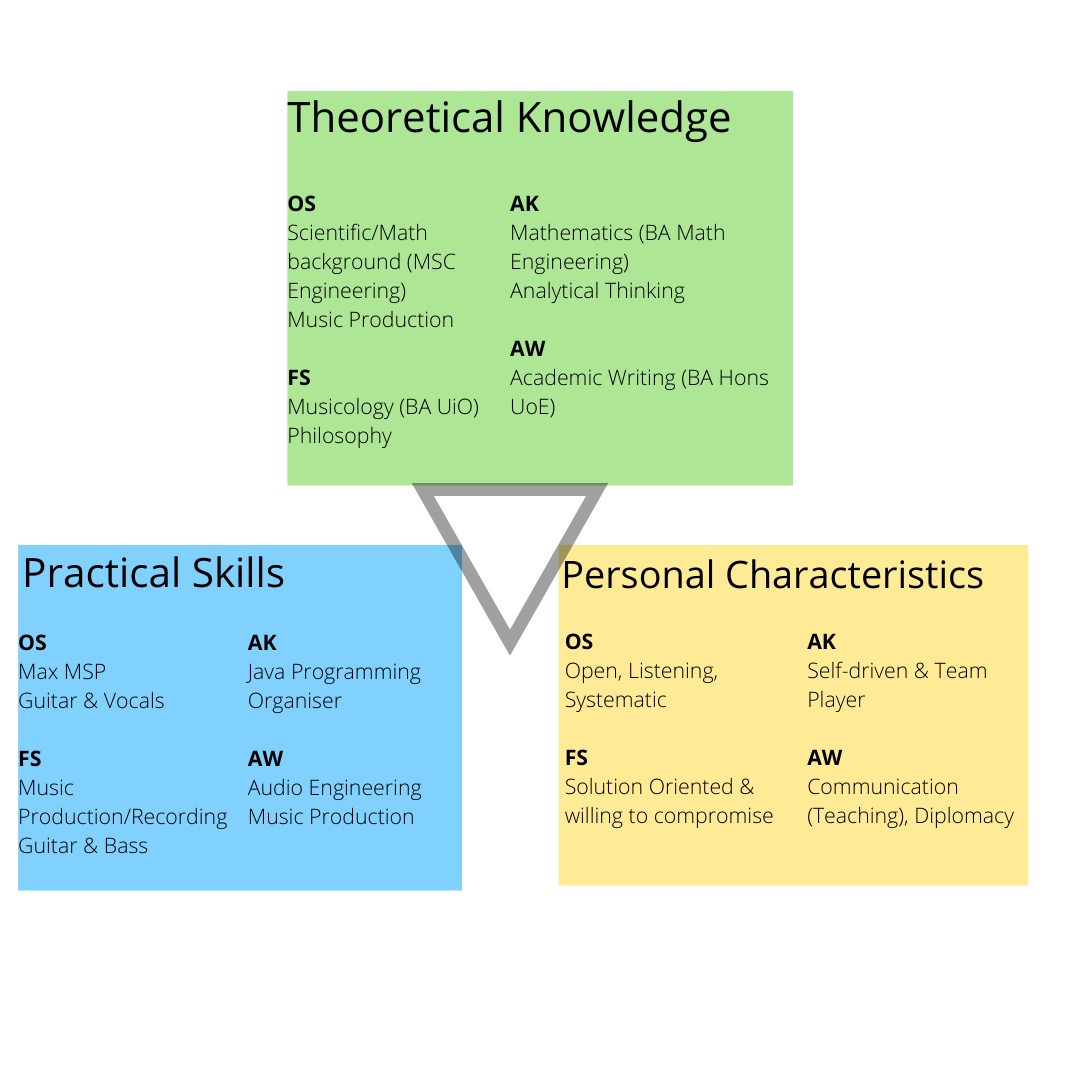 Theoretical Knowledge
OS
Scientific/Math
background (MSC
Engineering)
Music Production
FS
Musicology (BA UiO)
Philosophy
AK
Mathematics (BA Math
Engineering)
Analytical Thinking
AW
Academic Writing (BA Hons
UoE)
Practical Skills
OS
Max MSP
Guitar & Vocals
FS
Music
Production/Recording
Guitar & Bass
AK
Java Programming
Organiser
AW
Audio Engineering
Music Production
Personal Characteristics
OS
Open, Listening,
Systematic
FS
Solution Oriented &
willing to compromise
AK
Self-driven & Team
Player
AW
Communication
(Teaching), Diplomacy